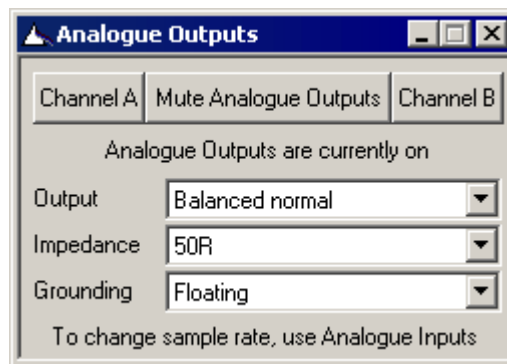 Analogue Outputs
Channel A Mute Analogue Outputs Channel B
Analogue Outputs are currently on
Output Balanced normal
Impedance 50R
Grounding Floating
To change sample rate, use Analogue Inputs